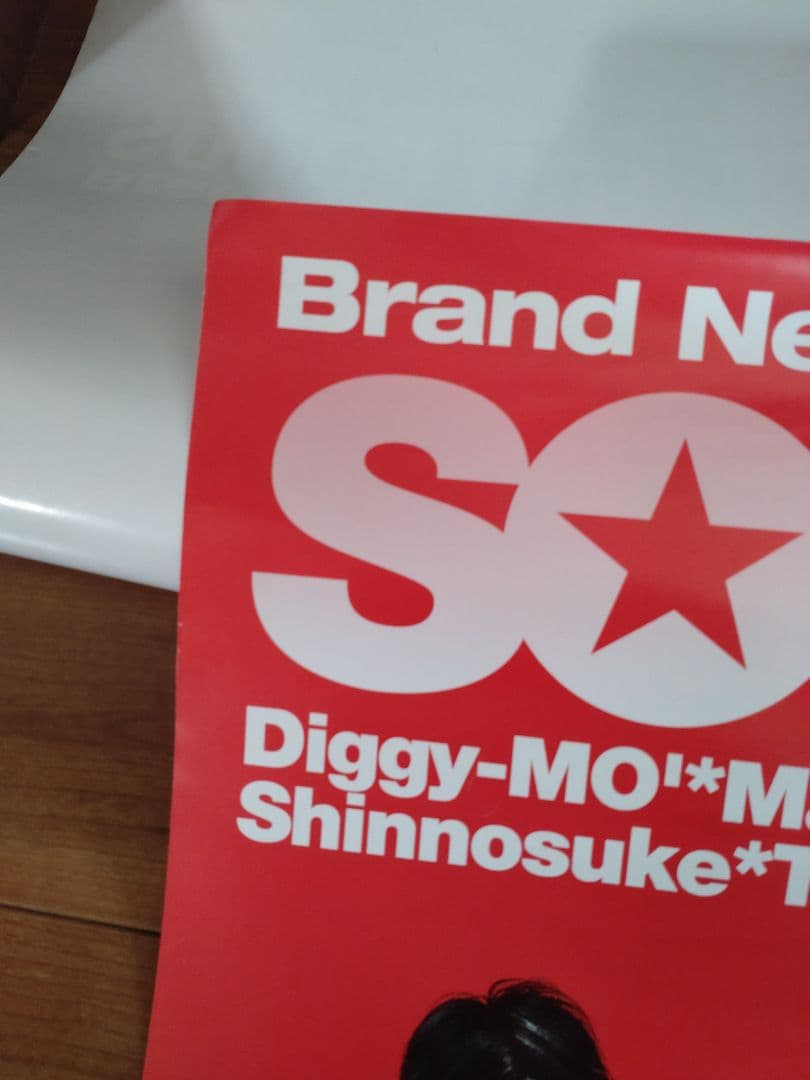 Brand Ne
SO
Diggy-MO'*M
Shinnosuke*T